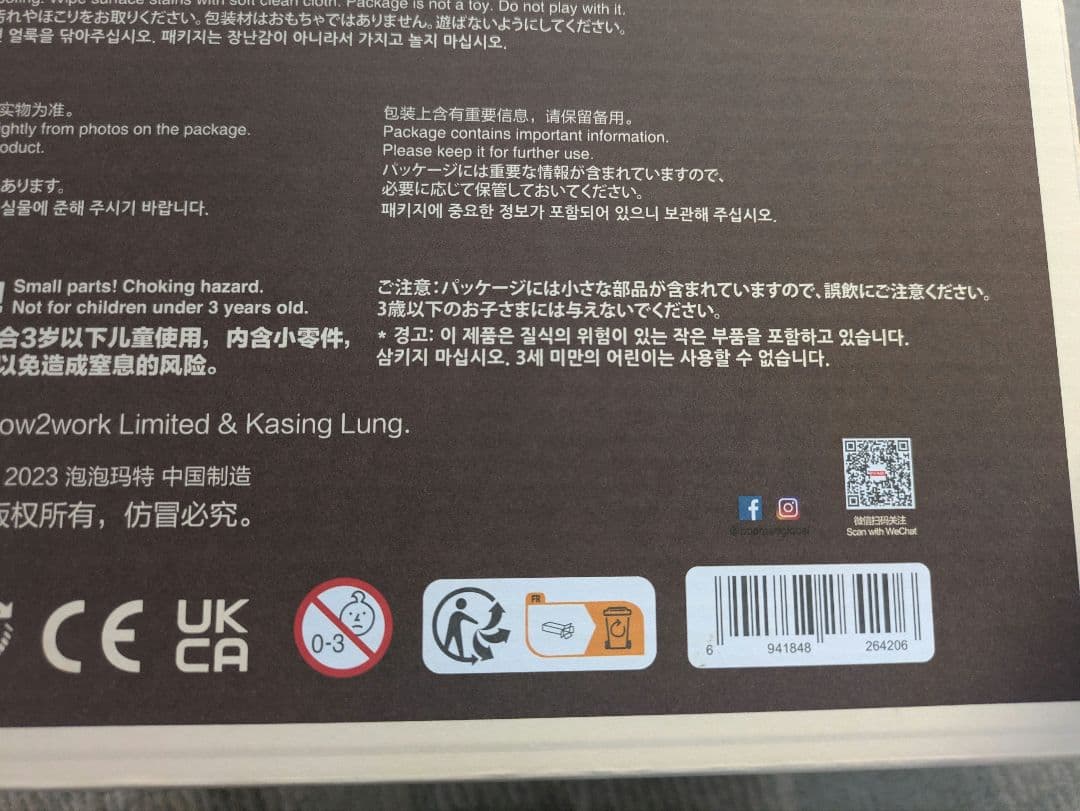 Wipe surface stains with soft clean cloth. Package is not a toy. Do not play with it.
汚れやほこりをお取りください。包装材はおもちゃではありません。遊ばないようにしてください。
얼룩을 닦아주십시오. 패키지는 장난감이 아니라서 가지고 놀지 마십시오.
实物为准。
ightly from photos on the package.
oduct.
あります。
실물에 준해 주시기 바랍니다.
包装上含有重要信息，请保留备用。
Package contains important information.
Please keep it for further use.
パッケージには重要な情報が含まれていますので、
必要に応じて保管しておいてください。
패키지에 중요한 정보가 포함되어 있으니 보관해 주십시오.
! Small parts! Choking hazard.
Not for children under 3 years old.
合3岁以下儿童使用，内含小零件，
以免造成窒息的风险。
ご注意：パッケージには小さな部品が含まれていますので、誤飲にご注意ください。
3歳以下のお子さまには与えないでください。
* 경고: 이 제품은 질식의 위험이 있는 작은 부품을 포함하고 있습니다.
삼키지 마십시오. 3세 미만의 어린이는 사용할 수 없습니다.
ow2work Limited & Kasing Lung.
2023 泡泡玛特 中国制造
版权所有，仿冒必究。
@popmartglobal
微信扫码关注
Scan with WeChat
CE
UK
CA
0-3
FR
6 941848 264206